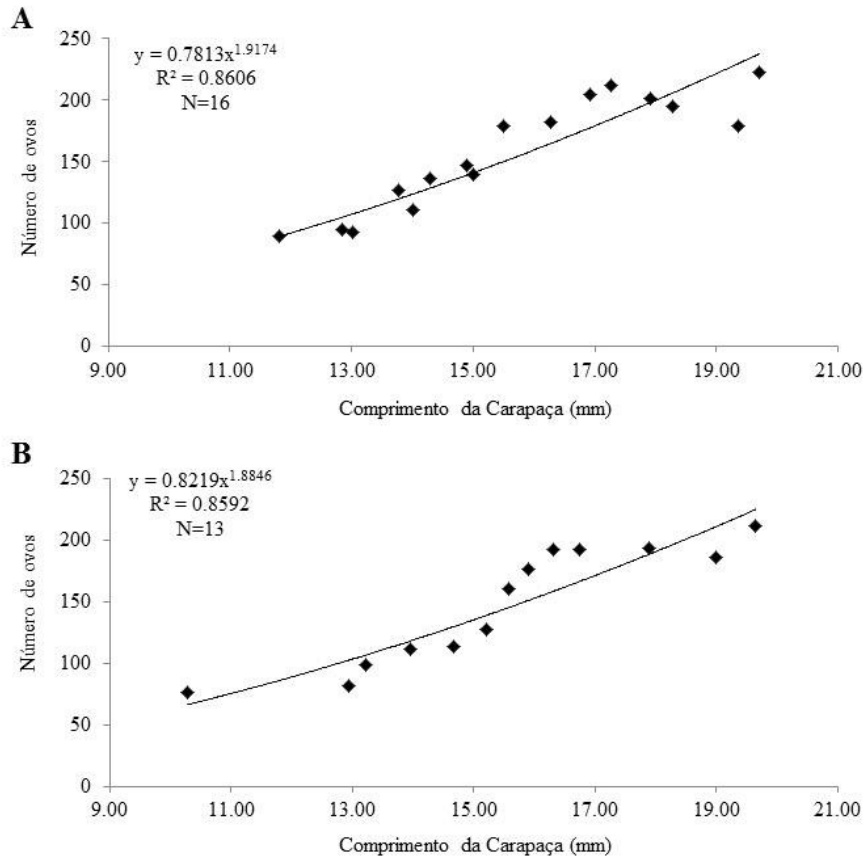 A
y = 0.7813x^1.9174
R² = 0.8606
N=16
250
200
150
100
50
0
Número de ovos
9.00 11.00 13.00 15.00 17.00 19.00 21.00
Comprimento da Carapaça (mm)
B
y = 0.8219x^1.8846
R² = 0.8592
N=13
250
200
150
100
50
0
Número de ovos
9.00 11.00 13.00 15.00 17.00 19.00 21.00
Comprimento da Carapaça (mm)